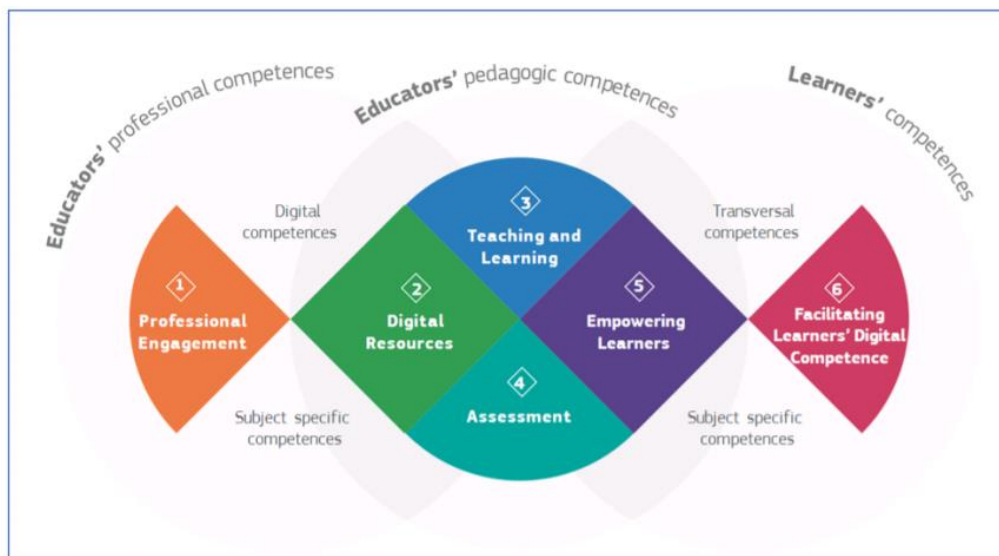 Educators' professional competences
Educators' pedagogic competences
Learners' competences
Digital
competences
Transversal
competences
1
Professional
Engagement
2
Digital
Resources
3
Teaching and
Learning
4
Assessment
5
Empowering
Learners
6
Facilitating
Learners' Digital
Competence
Subject specific
competences
Subject specific
competences